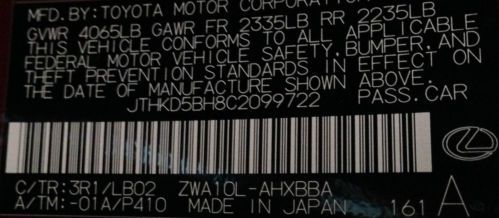 MFD.BY:TOYOTA MOTOR CORPORATION
GVWR 4065LB GAWR FR 2335LB RR 2235LB
THIS VEHICLE CONFORMS TO ALL APPLICABLE
FEDERAL MOTOR VEHICLE SAFETY,BUMPER,AND
THEFT PREVENTION STANDARDS IN EFFECT ON
THE DATE OF MANUFACTURE SHOWN ABOVE.
JTHKD5BH8C2099722 PASS.CAR
C/TR:3R1/LB02 ZWA10L-AHXBBA
A/TM:-01A/P410 MADE IN JAPAN 161 A